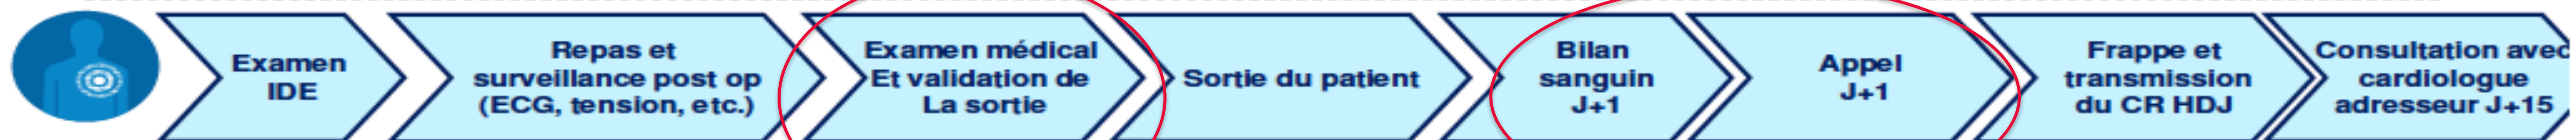 Examen
IDE
Repas et
surveillance post op
(ECG, tension, etc.)
Examen médical
Et validation de
La sortie
Sortie du patient
Bilan
sanguin
J+1
Appel
J+1
Frappe et
transmission
du CR HDJ
Consultation avec
cardiologue
adresseur J+15